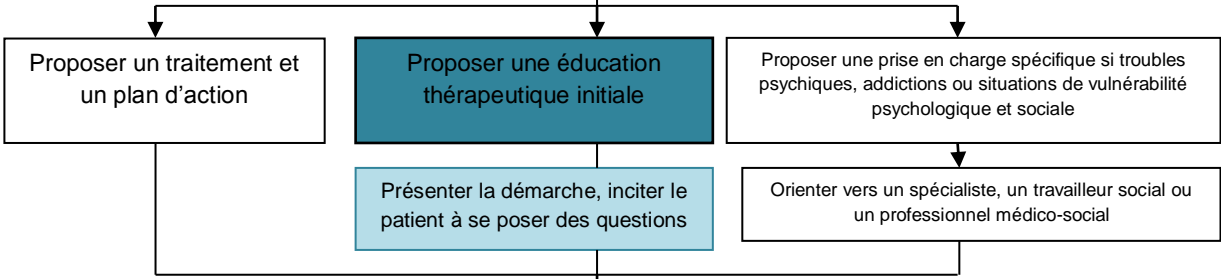 Proposer un traitement et
un plan d'action
Proposer une éducation
thérapeutique initiale
Proposer une prise en charge spécifique si troubles
psychiques, addictions ou situations de vulnérabilité
psychologique et sociale
Présenter la démarche, inciter le
patient à se poser des questions
Orienter vers un spécialiste, un travailleur social ou
un professionnel médico-social